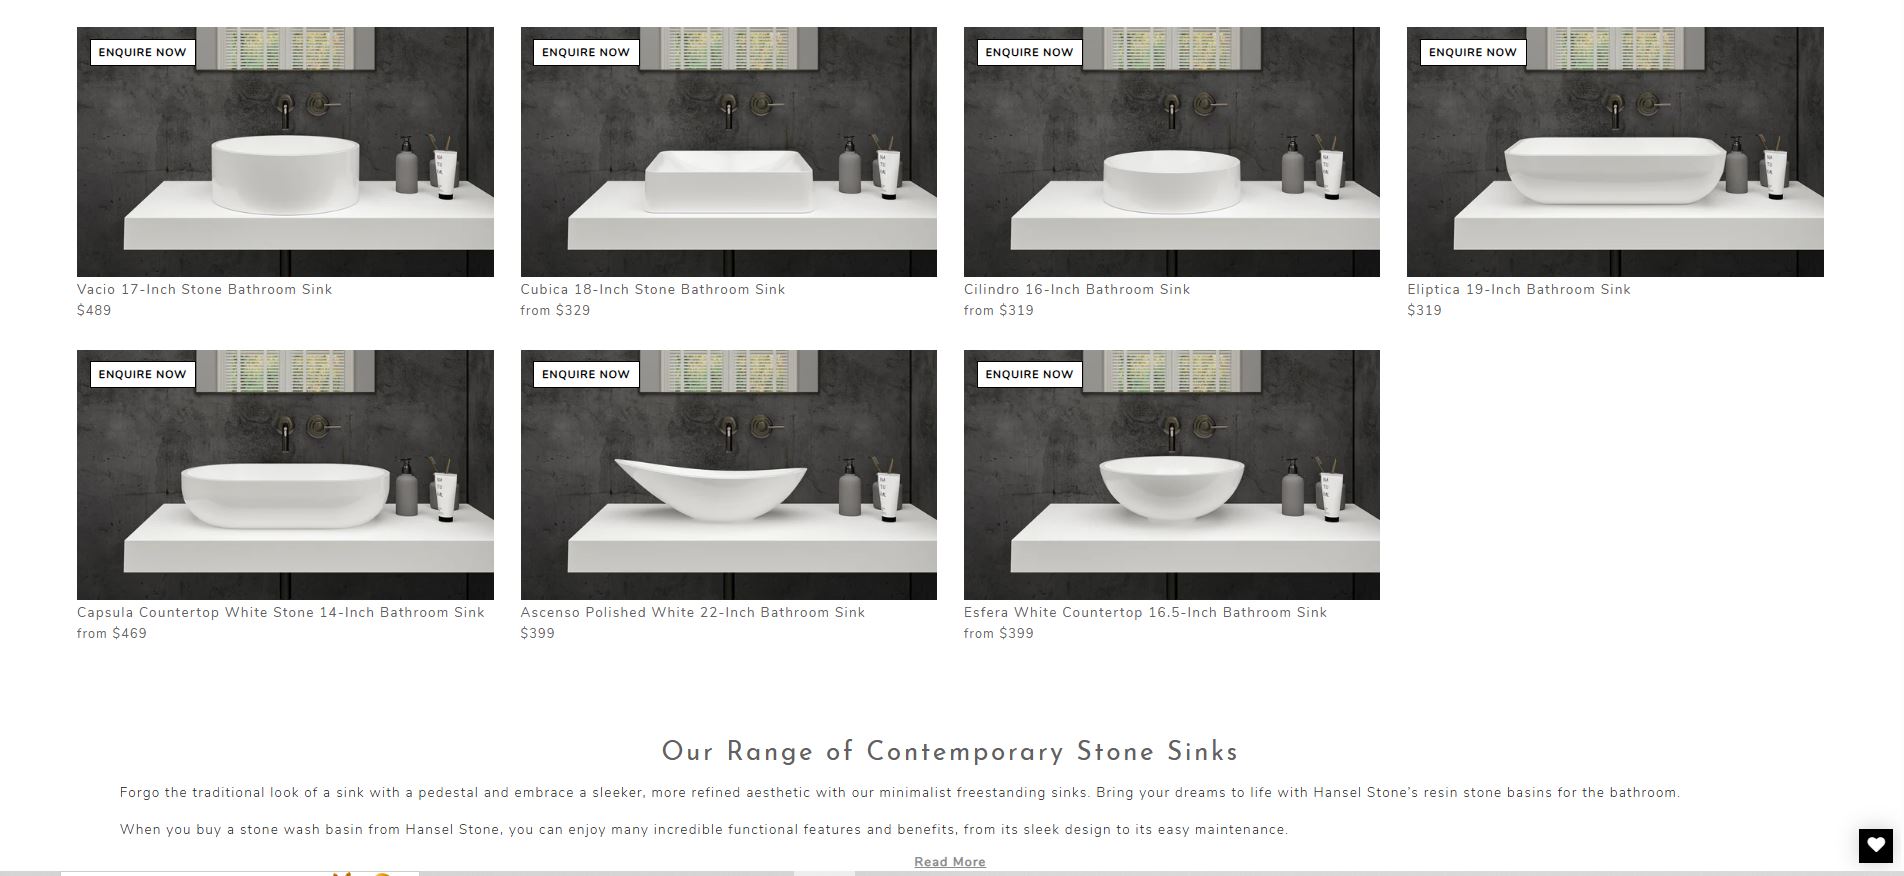 ENQUIRE NOW
ENQUIRE NOW
ENQUIRE NOW
ENQUIRE NOW
Vacio 17-Inch Stone Bathroom Sink
$489
Cubica 18-Inch Stone Bathroom Sink
from $329
Cilindro 16-Inch Bathroom Sink
from $319
Eliptica 19-Inch Bathroom Sink
$319
ENQUIRE NOW
ENQUIRE NOW
ENQUIRE NOW
Capsula Countertop White Stone 14-Inch Bathroom Sink
from $469
Ascenso Polished White 22-Inch Bathroom Sink
$399
Esfera White Countertop 16.5-Inch Bathroom Sink
from $399
Our Range of Contemporary Stone Sinks
Forgo the traditional look of a sink with a pedestal and embrace a sleeker, more refined aesthetic with our minimalist freestanding sinks. Bring your dreams to life with Hansel Stone's resin stone basins for the bathroom.
When you buy a stone wash basin from Hansel Stone, you can enjoy many incredible functional features and benefits, from its sleek design to its easy maintenance.
Read More